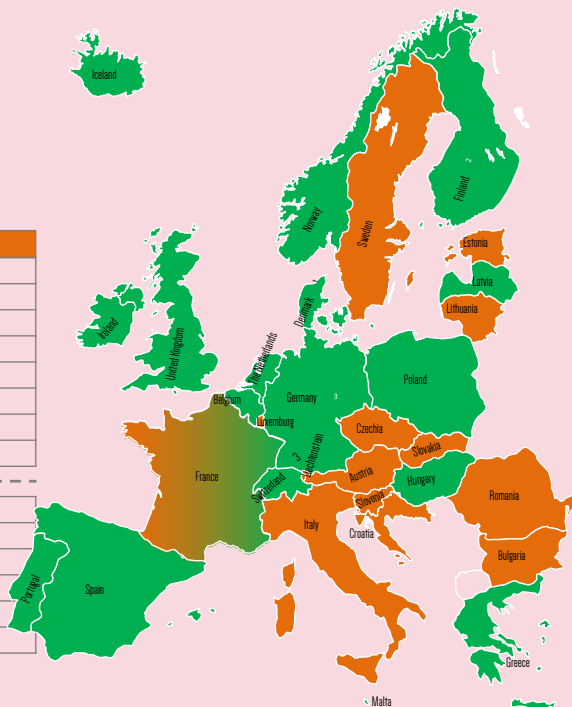 Iceland
Norway
Sweden
Finland
2
Estonia
Latvia
Lithuania
1
Denmark
Ireland
United Kingdom
The Netherlands
Belgium
Germany
3
Poland
Luxemburg
Czechia
Slovakia
3
Liechtenstein
Austria
Hungary
France
Switzerland
Slovenia
Romania
Italy
Croatia
Bulgaria
Portugal
Spain
Greece
Malta